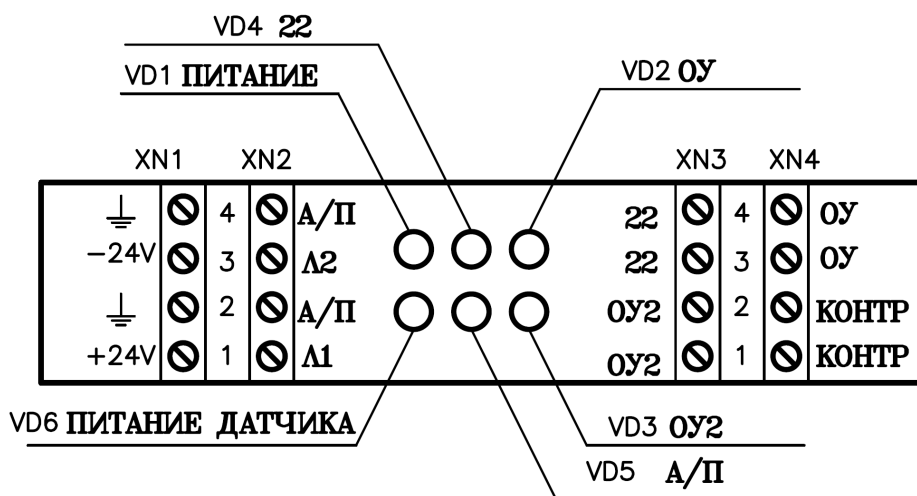 VD4 22
VD1 ПИТАНИЕ
VD2 ОУ
XN1 XN2 XN3 XN4
4 А/П 22 4 ОУ
−24V 3 Л2 22 3 ОУ
2 А/П ОУ2 2 КОНТР
+24V 1 Л1 ОУ2 1 КОНТР
VD6 ПИТАНИЕ ДАТЧИКА
VD3 ОУ2
VD5 А/П